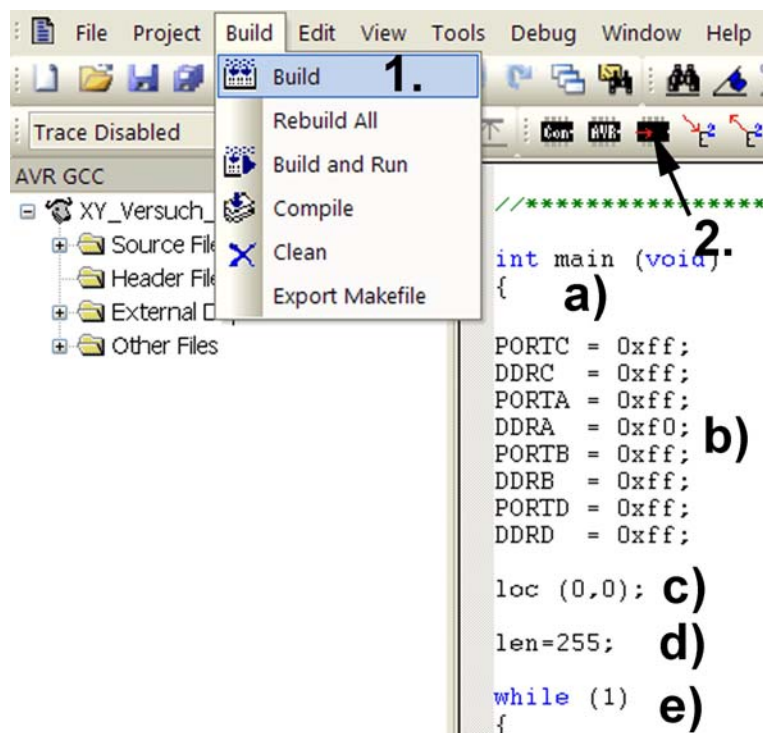 File Project Build Edit View Tools Debug Window Help
Build 1.
Trace Disabled
Rebuild All
Con AVR
AVR GCC
Build and Run
XY_Versuch_
Compile
//****************
2.
Source File
Clean
int main (void)
Header File
{ a)
External D
Export Makefile
Other Files
PORTC = 0xff;
DDRC = 0xff;
PORTA = 0xff;
DDRA = 0xf0;
b)
PORTB = 0xff;
DDRB = 0xff;
PORTD = 0xff;
DDRD = 0xff;
loc (0,0); c)
len=255; d)
while (1) e)
{